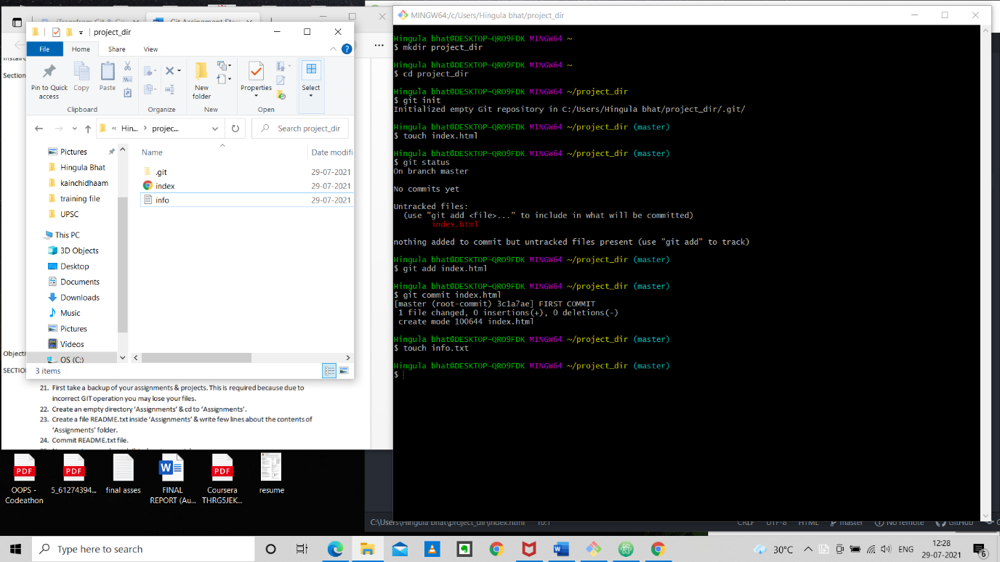 MINGW64:/c/Users/Hingula bhat/project_dir
project_dir
File
Home
Share
View
Pin to Quick access
Copy
Paste
New folder
Properties
Select
Clipboard
Organize
New
Open
Section
« Hin... > projec...
Search project_dir
Name
Date modifi
Pictures
Hingula Bhat
kainchidhaam
training file
UPSC
This PC
3D Objects
Desktop
Documents
Downloads
Music
Pictures
Videos
OS (C:)
.git 29-07-2021
index 29-07-2021
info 29-07-2021
3 items
Objecti
SECTION
21. First take a backup of your assignments & projects. This is required because due to
incorrect GIT operation you may lose your files.
22. Create an empty directory ‘Assignments’ & cd to ‘Assignments’.
23. Create a file README.txt inside ‘Assignments’ & write few lines about the contents of
‘Assignments’ folder.
24. Commit README.txt file.
Hingula bhat@DESKTOP-QRO9FDK MINGW64 ~
$ mkdir project_dir
Hingula bhat@DESKTOP-QRO9FDK MINGW64 ~
$ cd project_dir
Hingula bhat@DESKTOP-QRO9FDK MINGW64 ~/project_dir
$ git init
Initialized empty Git repository in C:/Users/Hingula bhat/project_dir/.git/
Hingula bhat@DESKTOP-QRO9FDK MINGW64 ~/project_dir (master)
$ touch index.html
Hingula bhat@DESKTOP-QRO9FDK MINGW64 ~/project_dir (master)
$ git status
On branch master
No commits yet
Untracked files:
(use "git add <file>..." to include in what will be committed)
index.html
nothing added to commit but untracked files present (use "git add" to track)
Hingula bhat@DESKTOP-QRO9FDK MINGW64 ~/project_dir (master)
$ git add index.html
Hingula bhat@DESKTOP-QRO9FDK MINGW64 ~/project_dir (master)
$ git commit index.html
[master (root-commit) 3c1a7ae] FIRST COMMIT
1 file changed, 0 insertions(+), 0 deletions(-)
create mode 100644 index.html
Hingula bhat@DESKTOP-QRO9FDK MINGW64 ~/project_dir (master)
$ touch info.txt
Hingula bhat@DESKTOP-QRO9FDK MINGW64 ~/project_dir (master)
$
PDF
PDF
PDF
OOPS - Codeathon
5_61274394...
final asses
FINAL REPORT (Au...
Coursera THRG5JEK...
resume
C:\Users\Hingula bhat\project_dir\index.html 10:1
CRLF UTF-8 HTML master No remote GitHub
Type here to search
30°C
ENG
12:28
29-07-2021
6